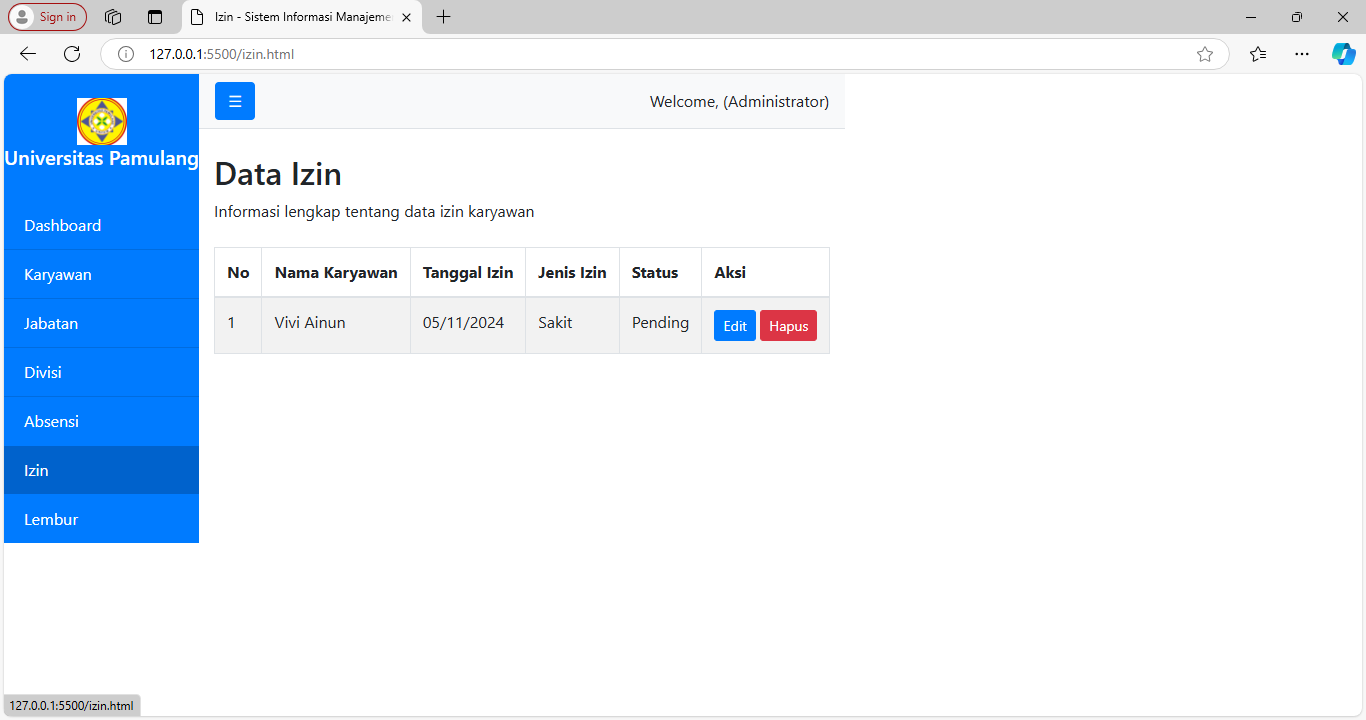 Sign in
Izin - Sistem Informasi Manajeme
127.0.0.1:5500/izin.html
Universitas Pamulang
Dashboard
Karyawan
Jabatan
Divisi
Absensi
Izin
Lembur
Welcome, (Administrator)
Data Izin
Informasi lengkap tentang data izin karyawan
No Nama Karyawan Tanggal Izin Jenis Izin Status Aksi
1 Vivi Ainun 05/11/2024 Sakit Pending Edit Hapus
127.0.0.1:5500/izin.html